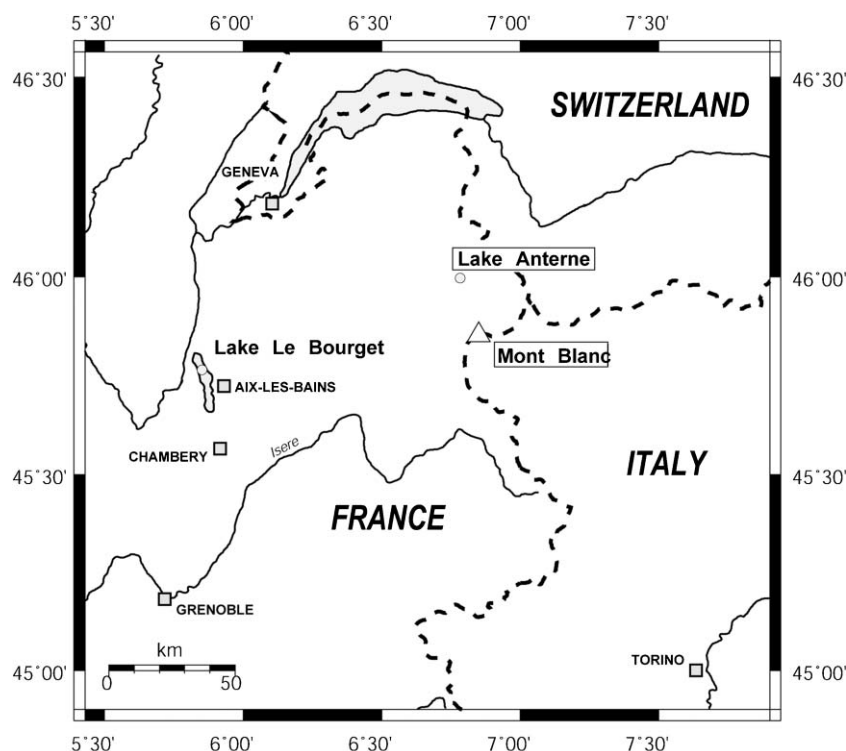 5˚30' 6˚00' 6˚30' 7˚00' 7˚30'
46˚30' 46˚30'
SWITZERLAND
GENEVA
Lake Anterne
46˚00' 46˚00'
Lake Le Bourget
Mont Blanc
AIX-LES-BAINS
Isere
CHAMBERY
ITALY
45˚30' 45˚30'
FRANCE
GRENOBLE
km
TORINO
45˚00' 45˚00'
0 50
5˚30' 6˚00' 6˚30' 7˚00' 7˚30'